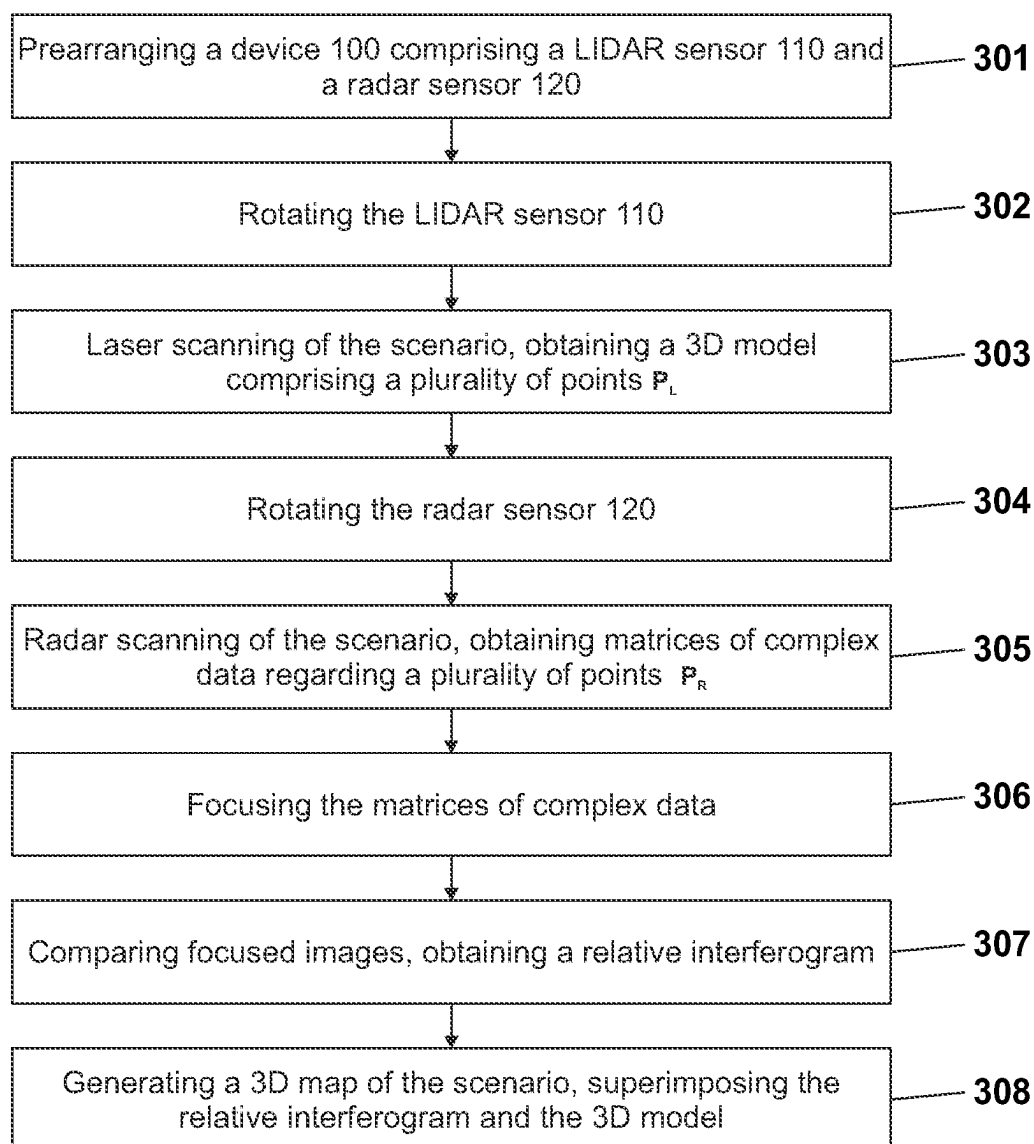 Prearranging a device 100 comprising a LIDAR sensor 110 and
a radar sensor 120
301
Rotating the LIDAR sensor 110
302
Laser scanning of the scenario, obtaining a 3D model
comprising a plurality of points PL
303
Rotating the radar sensor 120
304
Radar scanning of the scenario, obtaining matrices of complex
data regarding a plurality of points PR
305
Focusing the matrices of complex data
306
Comparing focused images, obtaining a relative interferogram
307
Generating a 3D map of the scenario, superimposing the
relative interferogram and the 3D model
308